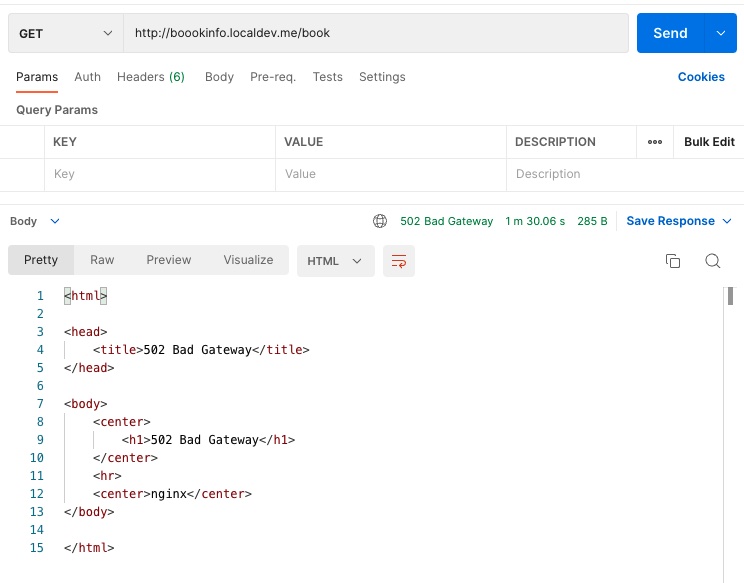 GET http://boookinfo.localdev.me/book Send
Params Auth Headers (6) Body Pre-req. Tests Settings Cookies
Query Params
KEY VALUE DESCRIPTION ••• Bulk Edit
Key Value Description
Body 502 Bad Gateway 1 m 30.06 s 285 B Save Response
Pretty Raw Preview Visualize HTML
1 <html>
2
3 <head>
4 <title>502 Bad Gateway</title>
5 </head>
6
7 <body>
8 <center>
9 <h1>502 Bad Gateway</h1>
10 </center>
11 <hr>
12 <center>nginx</center>
13 </body>
14
15 </html>